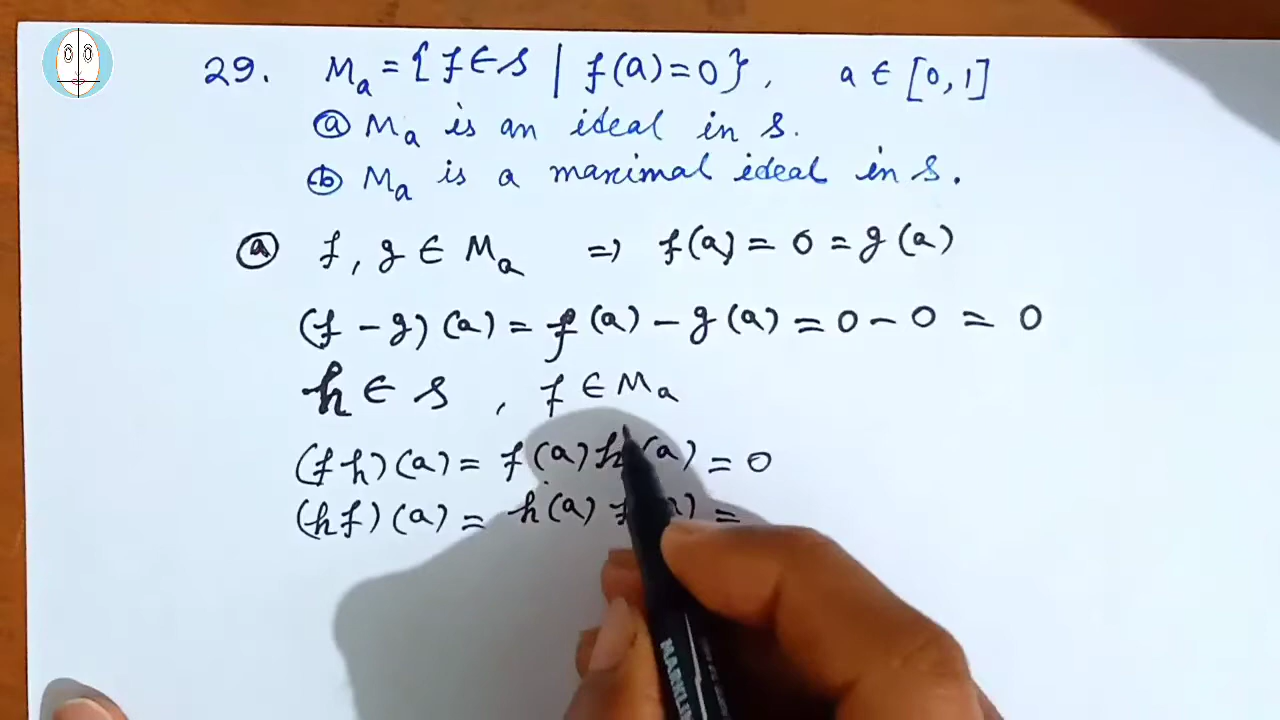 29. Mₐ = {f ∈ S | f(a) = 0}, a ∈ [0, 1]
ⓐ Mₐ is an ideal in S.
ⓑ Mₐ is a maximal ideal in S.
ⓐ f, g ∈ Mₐ ⇒ f(a) = 0 = g(a)
(f - g)(a) = f(a) - g(a) = 0 - 0 = 0
h ∈ S, f ∈ Mₐ
(fh)(a) = f(a)h(a) = 0
(hf)(a) = h(a) =
MARKLIN